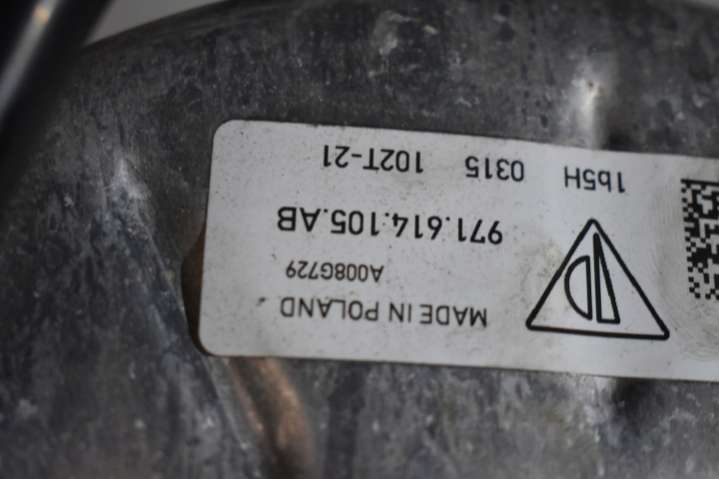 MADE IN POLAND
A008G729
971.614.105.AB
1b5H 0315 102T-21